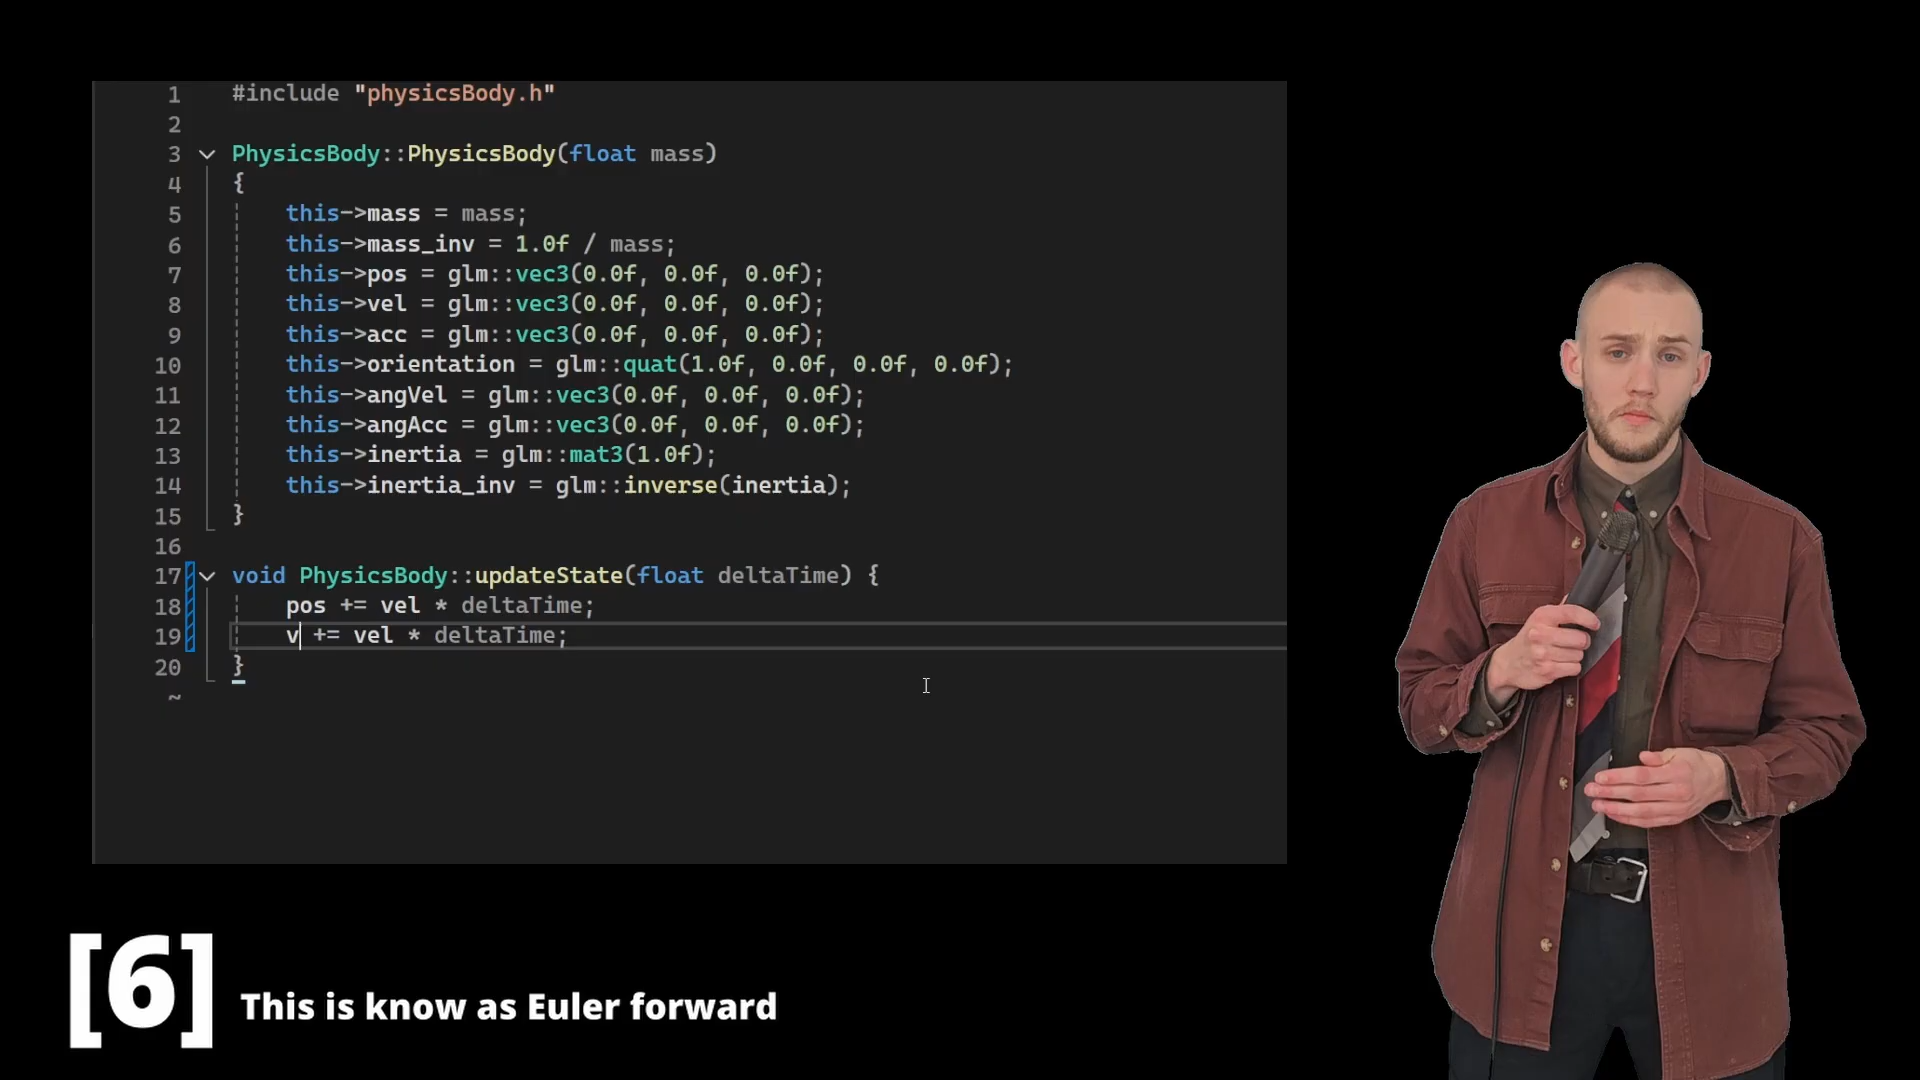 1 #include "physicsBody.h"
2
3 PhysicsBody::PhysicsBody(float mass)
4 {
5 this->mass = mass;
6 this->mass_inv = 1.0f / mass;
7 this->pos = glm::vec3(0.0f, 0.0f, 0.0f);
8 this->vel = glm::vec3(0.0f, 0.0f, 0.0f);
9 this->acc = glm::vec3(0.0f, 0.0f, 0.0f);
10 this->orientation = glm::quat(1.0f, 0.0f, 0.0f, 0.0f);
11 this->angVel = glm::vec3(0.0f, 0.0f, 0.0f);
12 this->angAcc = glm::vec3(0.0f, 0.0f, 0.0f);
13 this->inertia = glm::mat3(1.0f);
14 this->inertia_inv = glm::inverse(inertia);
15 }
16
17 void PhysicsBody::updateState(float deltaTime) {
18 pos += vel * deltaTime;
19 v += vel * deltaTime;
20 }
~
[6] This is know as Euler forward